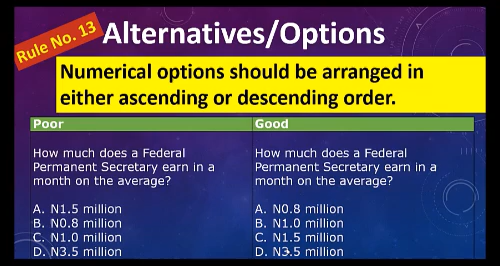 Rule No. 13
Alternatives/Options
Numerical options should be arranged in
either ascending or descending order.
Poor
How much does a Federal
Permanent Secretary earn in a
month on the average?
A. N1.5 million
B. N0.8 million
C. N1.0 million
D. N3.5 million
Good
How much does a Federal
Permanent Secretary earn in a
month on the average?
A. N0.8 million
B. N1.0 million
C. N1.5 million
D. N3.5 million